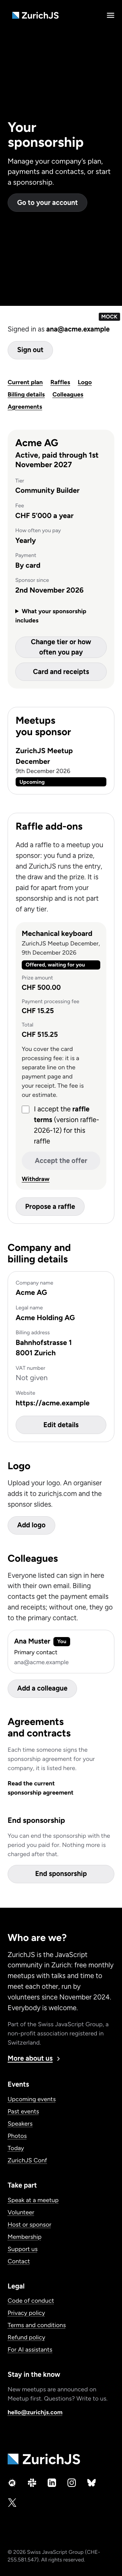 ZurichJS
Your
sponsorship
Manage your company's plan,
payments and contacts, or start
a sponsorship.
Go to your account
MOCK
Signed in as ana@acme.example
Sign out
Current plan Raffles Logo
Billing details Colleagues
Agreements
Acme AG
Active, paid through 1st
November 2027
Tier
Community Builder
Fee
CHF 5'000 a year
How often you pay
Yearly
Payment
By card
Sponsor since
2nd November 2026
What your sponsorship
includes
Change tier or how
often you pay
Card and receipts
Meetups
you sponsor
ZurichJS Meetup
December
9th December 2026
Upcoming
Raffle add-ons
Add a raffle to a meetup you
sponsor: you fund a prize,
and ZurichJS runs the entry,
the draw and the prize. It is
paid for apart from your
sponsorship and is not part
of any tier.
Mechanical keyboard
ZurichJS Meetup December,
9th December 2026
Offered, waiting for you
Prize amount
CHF 500.00
Payment processing fee
CHF 15.25
Total
CHF 515.25
You cover the card
processing fee: it is a
separate line on the
payment page and
your receipt. The fee is
our estimate.
I accept the raffle
terms (version raffle-
2026-12) for this
raffle
Accept the offer
Withdraw
Propose a raffle
Company and
billing details
Company name
Acme AG
Legal name
Acme Holding AG
Billing address
Bahnhofstrasse 1
8001 Zurich
VAT number
Not given
Website
https://acme.example
Edit details
Logo
Upload your logo. An organiser
adds it to zurichjs.com and the
sponsor slides.
Add logo
Colleagues
Everyone listed can sign in here
with their own email. Billing
contacts get the payment emails
and receipts; without one, they go
to the primary contact.
Ana Muster You
Primary contact
ana@acme.example
Add a colleague
Agreements
and contracts
Each time someone signs the
sponsorship agreement for your
company, it is listed here.
Read the current
sponsorship agreement
End sponsorship
You can end the sponsorship with the
period you paid for. Nothing more is
charged after that.
End sponsorship
Who are we?
ZurichJS is the JavaScript
community in Zurich: free monthly
meetups with talks and time to
meet each other, run by
volunteers since November 2024.
Everybody is welcome.
Part of the Swiss JavaScript Group, a
non-profit association registered in
Switzerland.
More about us
Events
Upcoming events
Past events
Speakers
Photos
Today
ZurichJS Conf
Take part
Speak at a meetup
Volunteer
Host or sponsor
Membership
Support us
Contact
Legal
Code of conduct
Privacy policy
Terms and conditions
Refund policy
For AI assistants
Stay in the know
New meetups are announced on
Meetup first. Questions? Write to us.
hello@zurichjs.com
ZurichJS
© 2026 Swiss JavaScript Group (CHE-
255.581.547). All rights reserved.